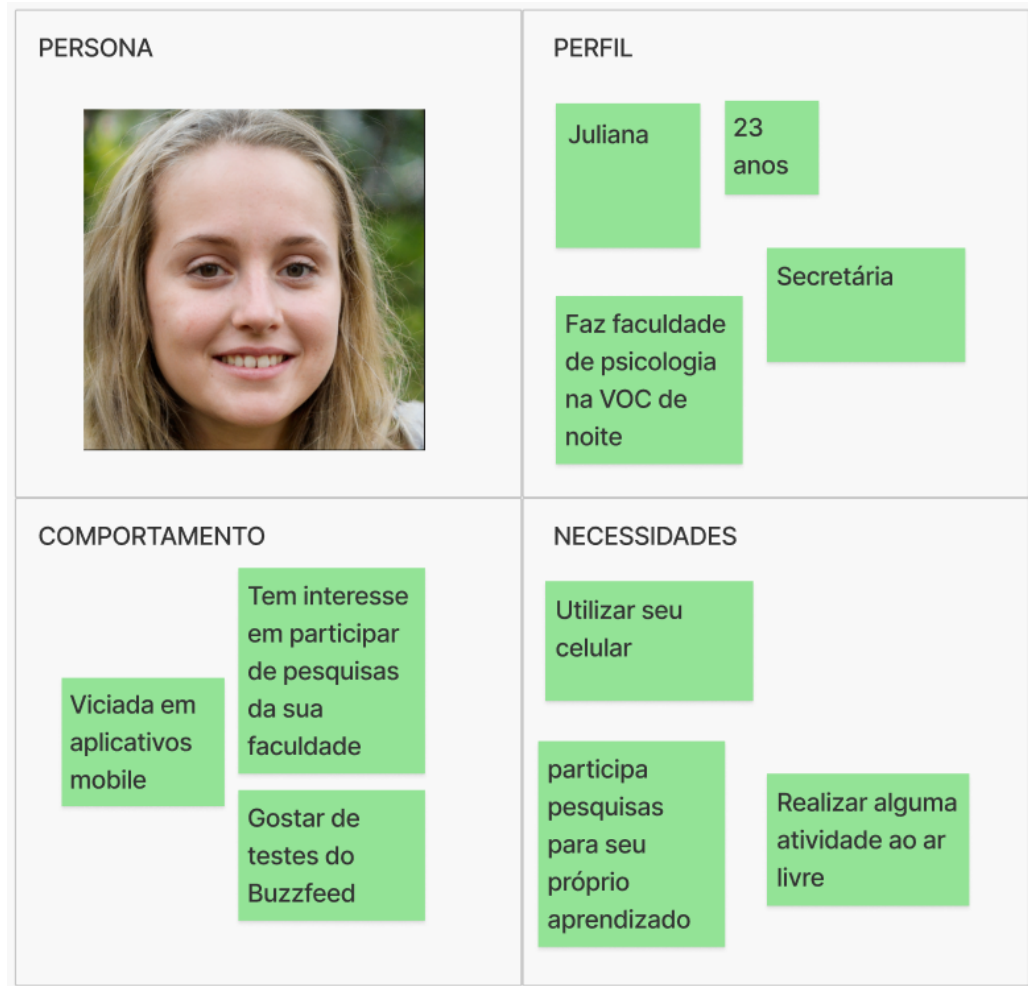 PERSONA
PERFIL
Juliana
23
anos
Secretária
Faz faculdade
de psicologia
na VOC de
noite
COMPORTAMENTO
Tem interesse
em participar
de pesquisas
da sua
faculdade
Viciada em
aplicativos
mobile
Gostar de
testes do
Buzzfeed
NECESSIDADES
Utilizar seu
celular
participa
pesquisas
para seu
próprio
aprendizado
Realizar alguma
atividade ao ar
livre